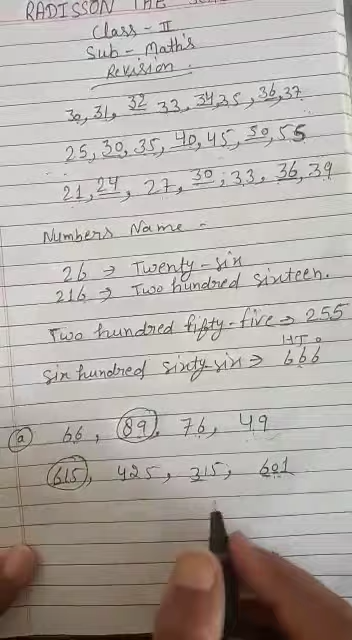 RADISSON THE
Class - II
Sub - Math's
Revision.
30, 31, 32 33, 34, 35, 36, 37
25, 30, 35, 40, 45, 50, 55
21, 24, 27, 30, 33, 36, 39
Numbers Name -
26 → Twenty-six
216 → Two hundred sixteen.
Two hundred fifty-five → 255
HTO
Six hundred sixty-six → 666
(a) 66, 89, 76, 49
615, 425, 315, 601